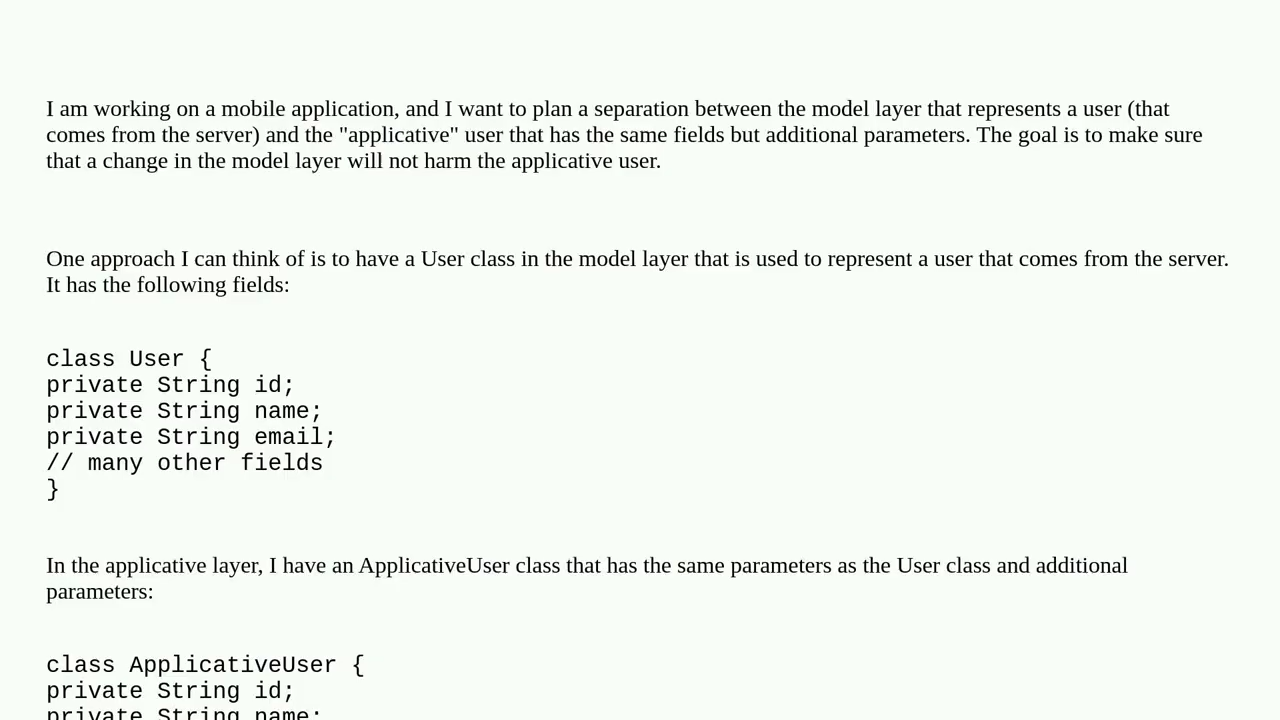 I am working on a mobile application, and I want to plan a separation between the model layer that represents a user (that
comes from the server) and the "applicative" user that has the same fields but additional parameters. The goal is to make sure
that a change in the model layer will not harm the applicative user.
One approach I can think of is to have a User class in the model layer that is used to represent a user that comes from the server.
It has the following fields:
class User {
private String id;
private String name;
private String email;
// many other fields
}
In the applicative layer, I have an ApplicativeUser class that has the same parameters as the User class and additional
parameters:
class ApplicativeUser {
private String id;
private String name;